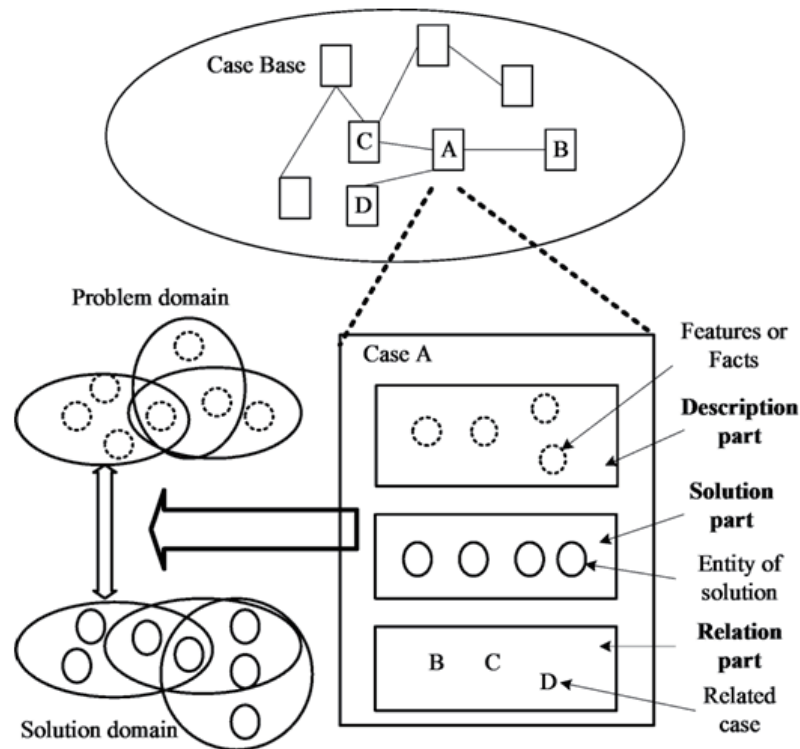 Case Base
C
A
B
D
Problem domain
Case A
Features or
Facts
Description
part
Solution
part
Entity of
solution
Relation
part
B
C
D
Related
case
Solution domain